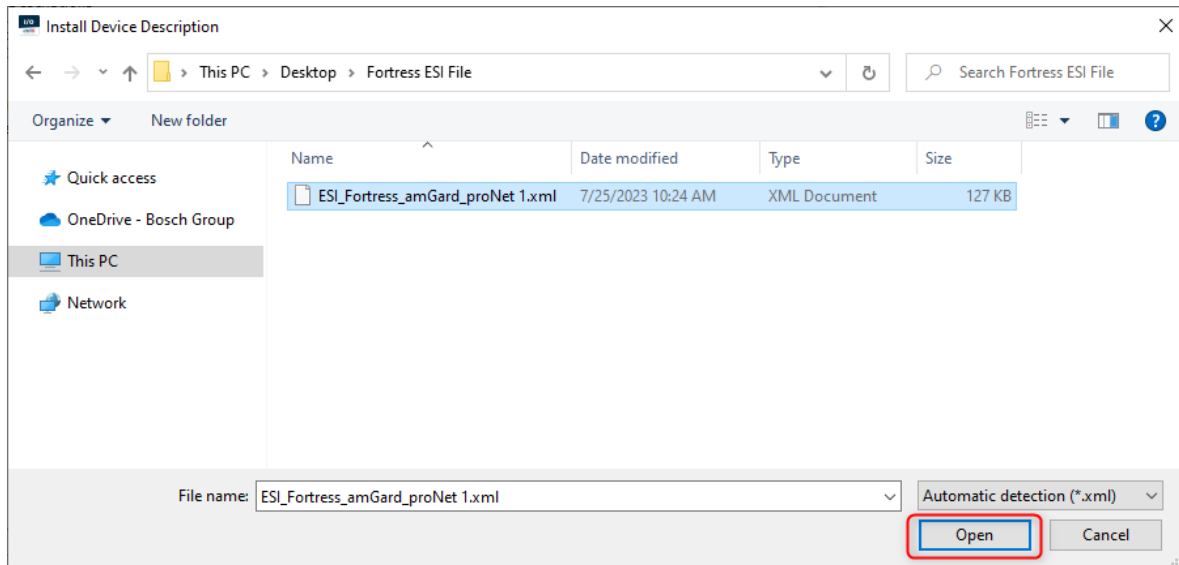 Install Device Description
This PC > Desktop > Fortress ESI File
Search Fortress ESI File
Organize
New folder
Name
Date modified
Type
Size
Quick access
ESI_Fortress_amGard_proNet 1.xml
7/25/2023 10:24 AM
XML Document
127 KB
OneDrive - Bosch Group
This PC
Network
File name:
ESI_Fortress_amGard_proNet 1.xml
Automatic detection (*.xml)
Open
Cancel